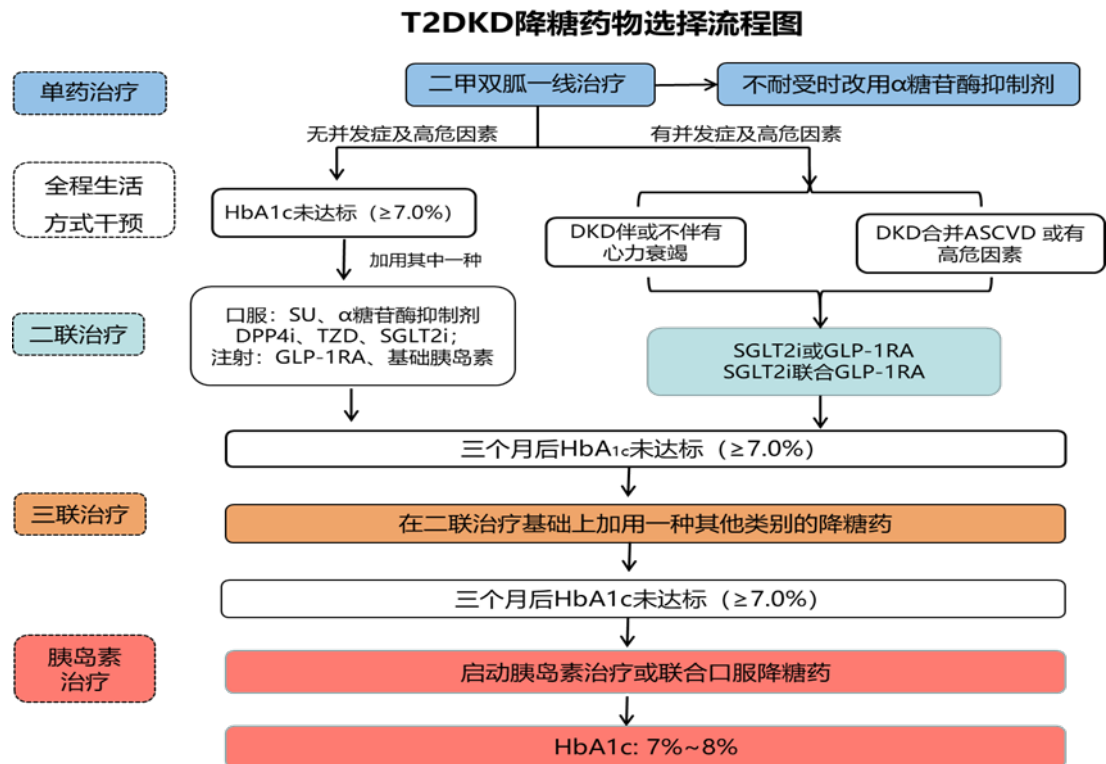 T2DKD降糖药物选择流程图
单药治疗
二甲双胍一线治疗
不耐受时改用α糖苷酶抑制剂
无并发症及高危因素
有并发症及高危因素
全程生活
方式干预
HbA1c未达标（≥7.0%）
DKD伴或不伴有
心力衰竭
DKD合并ASCVD 或有
高危因素
加用其中一种
二联治疗
口服：SU、α糖苷酶抑制剂
DPP4i、TZD、SGLT2i；
注射：GLP-1RA、基础胰岛素
SGLT2i或GLP-1RA
SGLT2i联合GLP-1RA
三个月后HbA1c未达标（≥7.0%）
三联治疗
在二联治疗基础上加用一种其他类别的降糖药
三个月后HbA1c未达标（≥7.0%）
胰岛素
治疗
启动胰岛素治疗或联合口服降糖药
HbA1c: 7%~8%